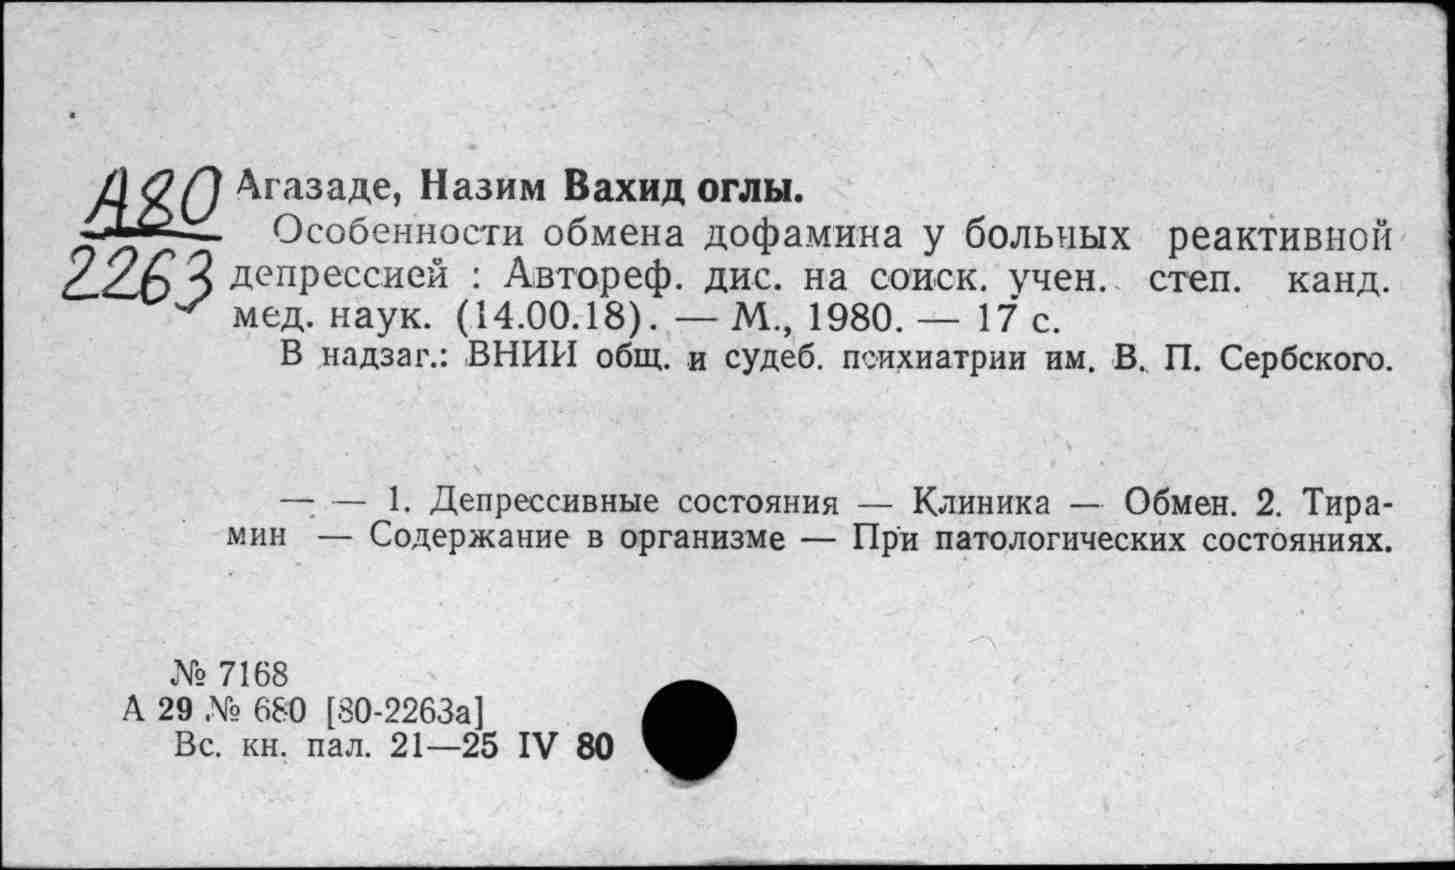 А80
2263
Агазаде, Назим Вахид оглы.
Особенности обмена дофамина у больных реактивной
депрессией : Автореф. дис. на соиск. учен. степ. канд.
мед. наук. (14.00.18). — М., 1980. — 17 с.
В надзаг.: ВНИИ общ. и судеб. психиатрии им. В. П. Сербского.
— — 1. Депрессивные состояния — Клиника — Обмен. 2. Тира-
мин — Содержание в организме — При патологических состояниях.
№ 7168
А 29 № 680 [80-2263а]
Вс. кн. пал. 21—25 IV 80